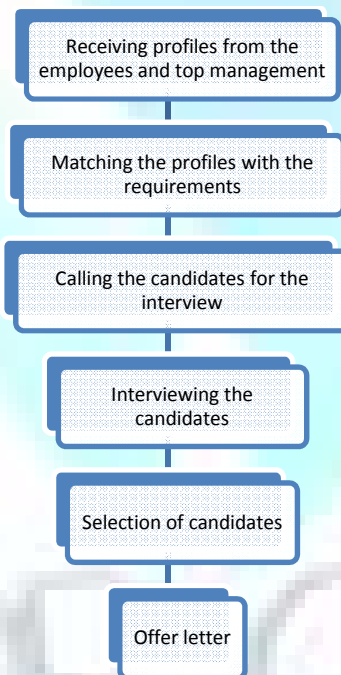 Receiving profiles from the
employees and top management
Matching the profiles with the
requirements
Calling the candidates for the
interview
Interviewing the
candidates
Selection of candidates
Offer letter